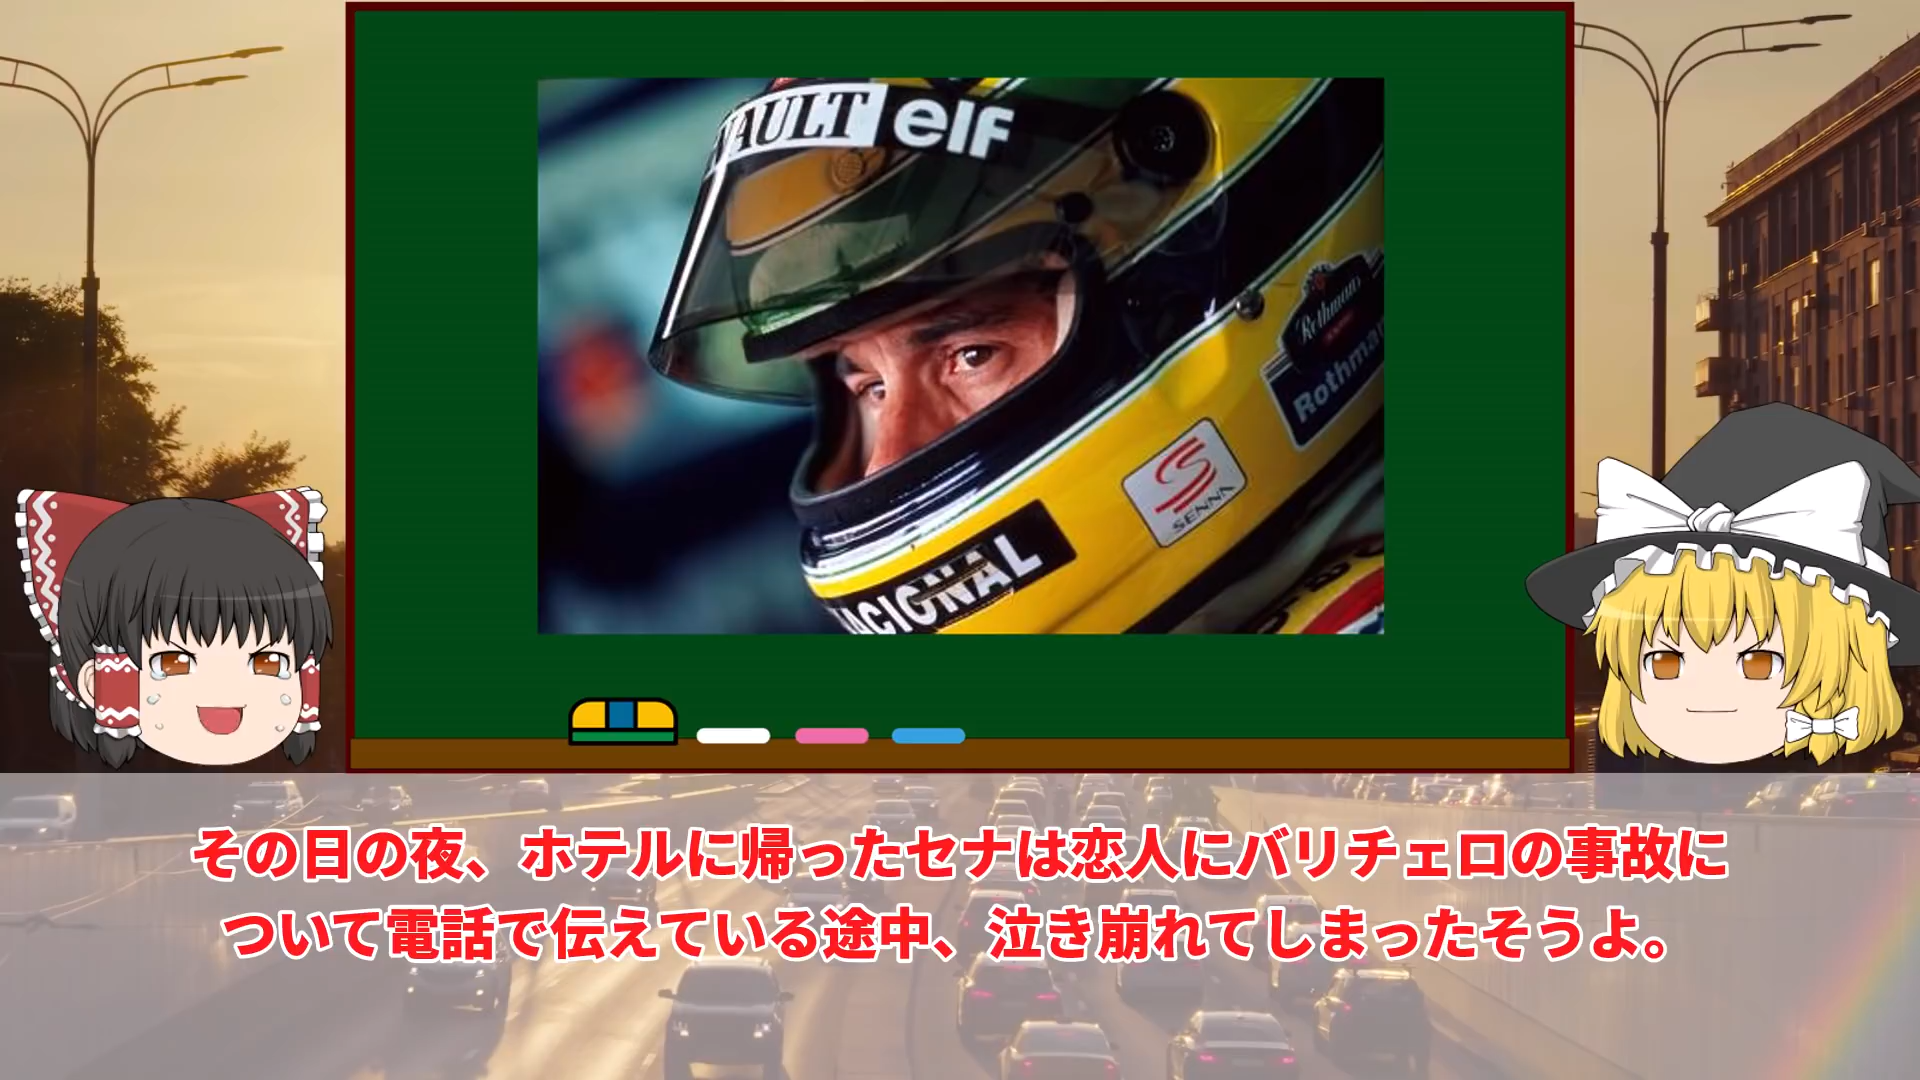 AULT elf
Rothmans
Rothma
SENNA
NACIONAL
その日の夜、ホテルに帰ったセナは恋人にバリチェロの事故に
ついて電話で伝えている途中、泣き崩れてしまったそうよ。